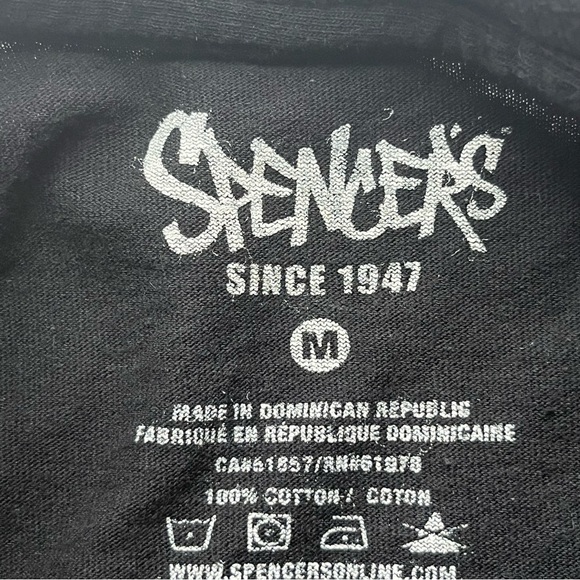 SPENCER'S
SINCE 1947
M
MADE IN DOMINICAN REPUBLIC
FABRIQUÉ EN RÉPUBLIQUE DOMINICAINE
CA#61857/RN#61978
100% COTTON / COTON
WWW.SPENCERSONLINE.COM